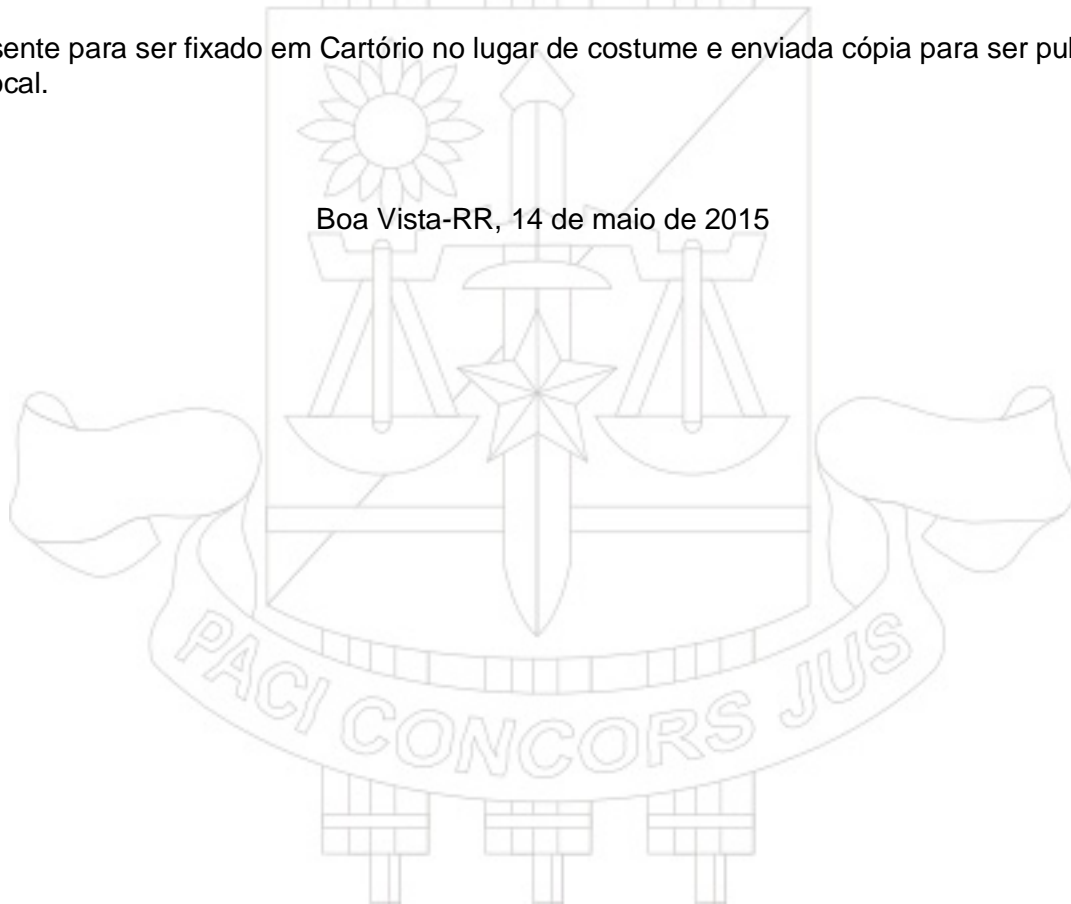 sente para ser fixado em Cartório no lugar de costume e enviada cópia para ser
ocal.
Boa Vista-RR, 14 de maio de 2015
PACI CONCORS JUS